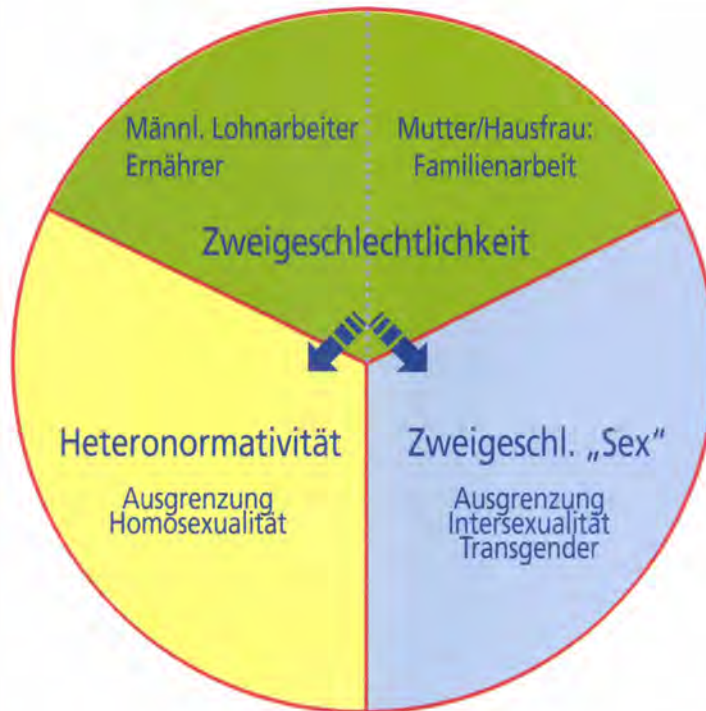 Männl. Lohnarbeiter
Ernährer
Mutter/Hausfrau:
Familienarbeit
Zweigeschlechtlichkeit
Heteronormativität
Ausgrenzung
Homosexualität
Zweigeschl. „Sex“
Ausgrenzung
Intersexualität
Transgender